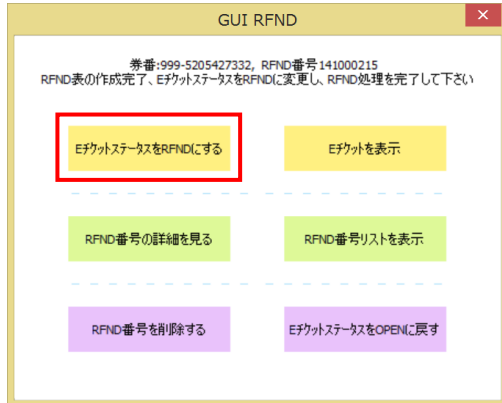 GUI RFND
券番:999-5205427332, RFND番号141000215
RFND表の作成完了、EチケットステータスをRFNDに変更し、RFND処理を完了して下さい
EチケットステータスをRFNDにする
Eチケットを表示
RFND番号の詳細を見る
RFND番号リストを表示
RFND番号を削除する
EチケットステータスをOPENに戻す